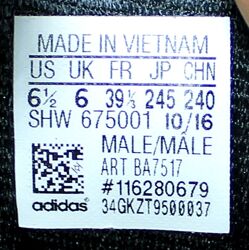 MADE IN VIETNAM
US UK FR JP CHN
6½ 6 39⅓ 245 240
SHW 675001 10/16
MALE/MALE
ART BA7517
#116280679
adidas 34GKZT9500037